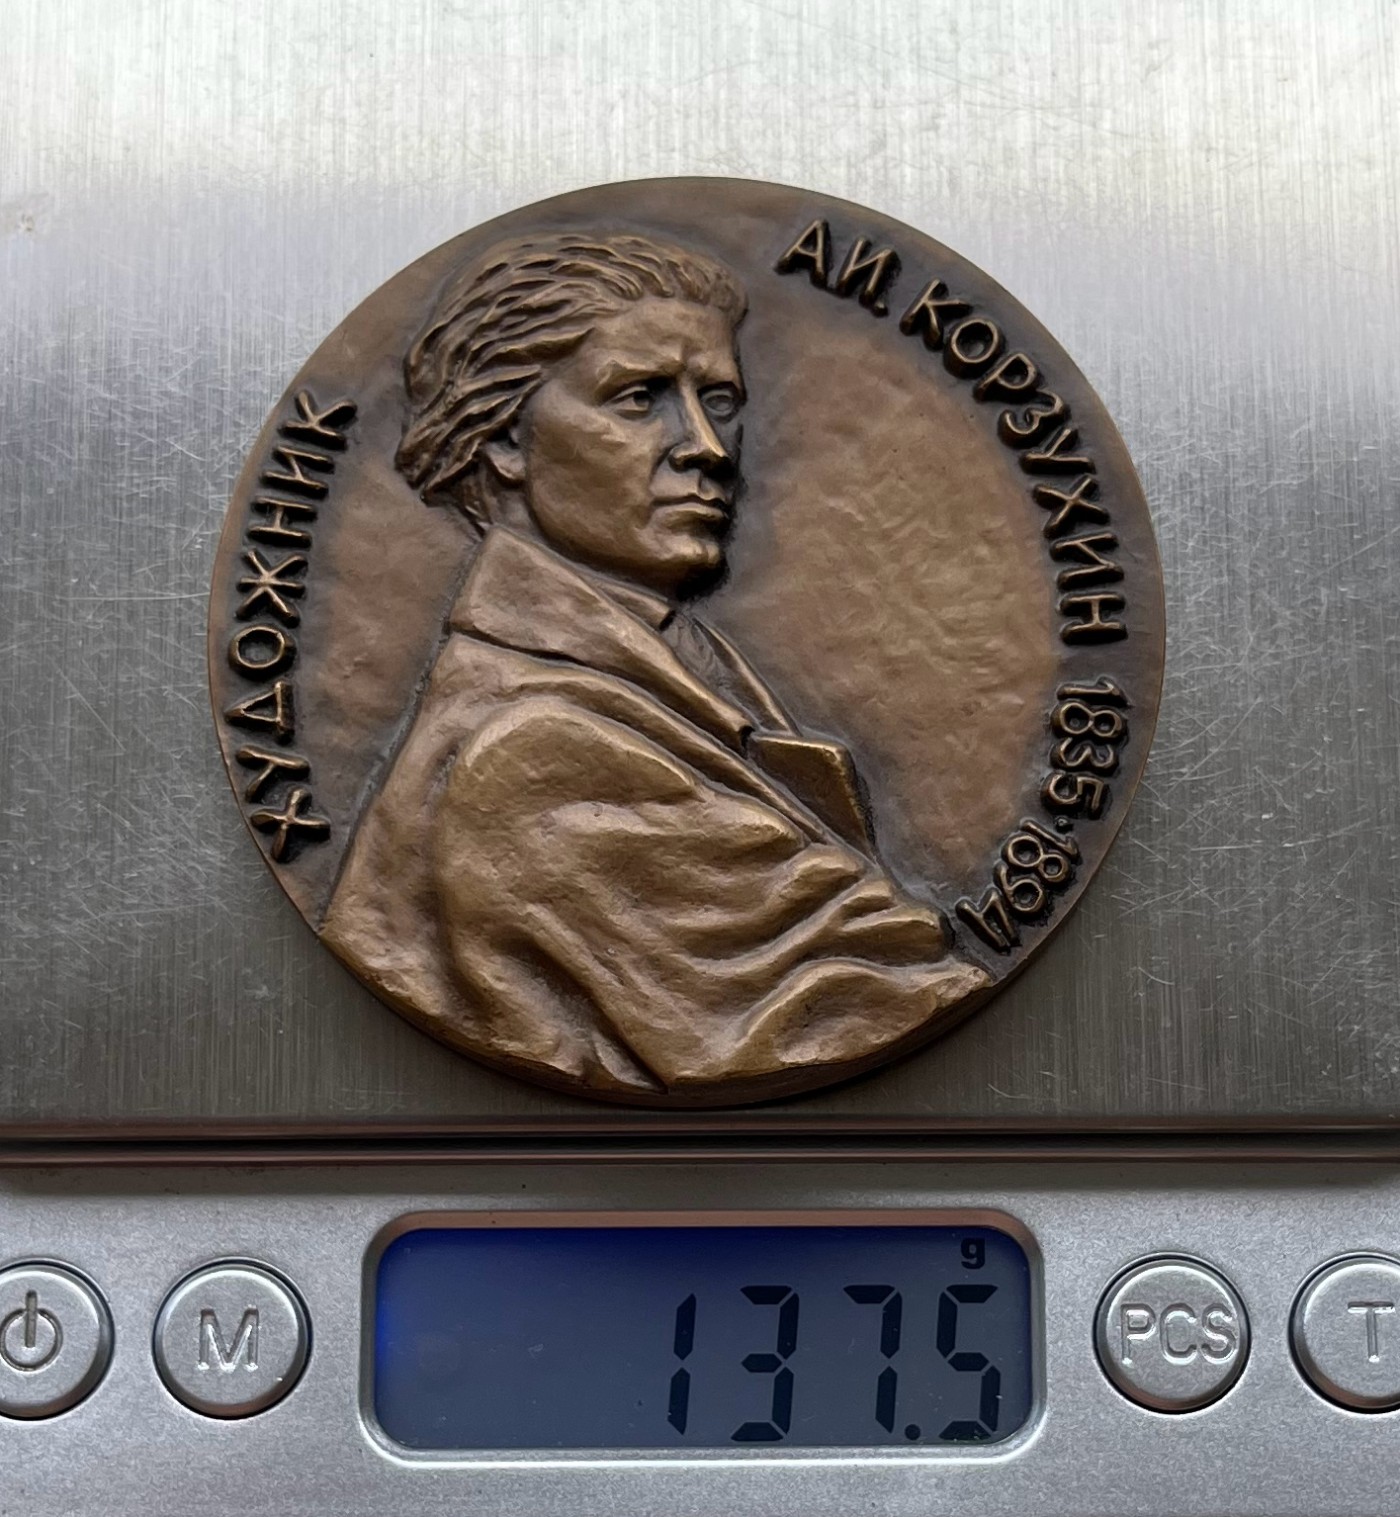 ХУДОЖНИК
А.И. КОРЗУХИН 1835·1894
g
137.5
M
PCS
T